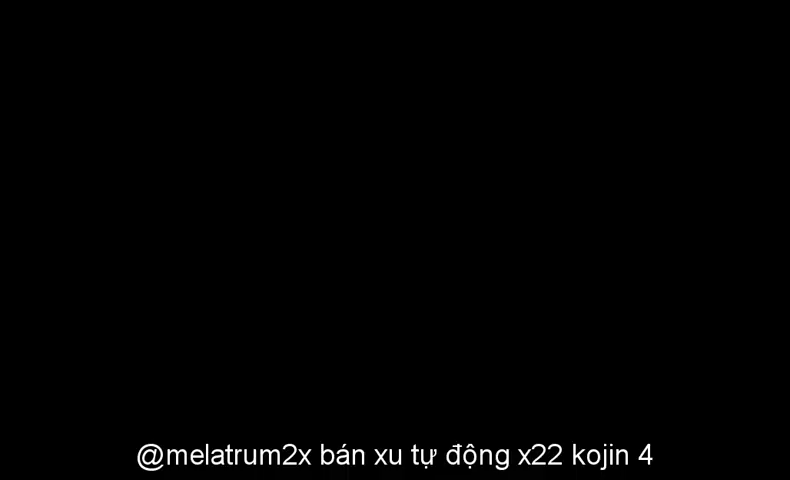 @melatrum2x bán xu tự động x22 kojin 4